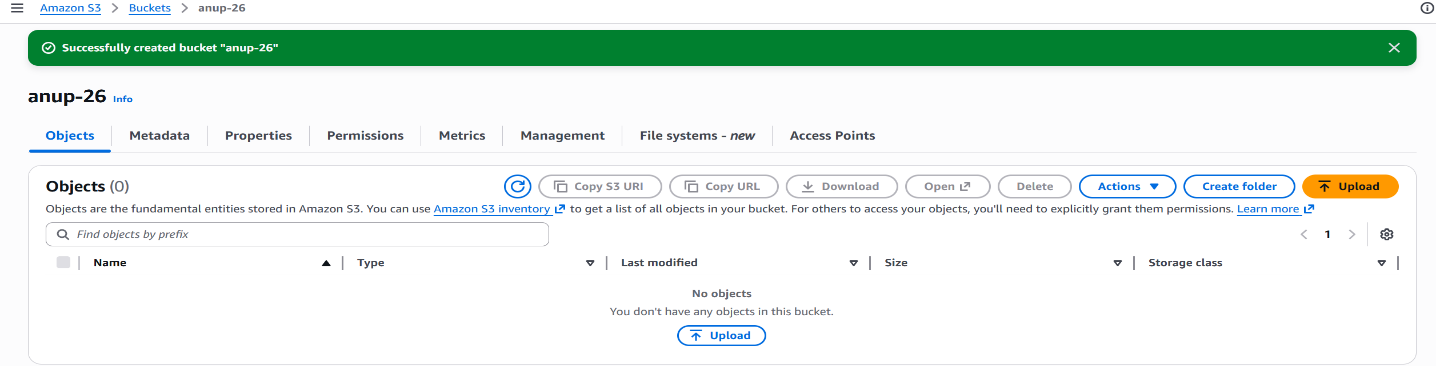 Amazon S3 > Buckets > anup-26
Successfully created bucket "anup-26"
anup-26 Info
Objects Metadata Properties Permissions Metrics Management File systems - new Access Points
Objects (0) Copy S3 URI Copy URL Download Open Delete Actions Create folder Upload
Objects are the fundamental entities stored in Amazon S3. You can use Amazon S3 inventory to get a list of all objects in your bucket. For others to access your objects, you'll need to explicitly grant them permissions. Learn more
Find objects by prefix < 1 >
Name Type Last modified Size Storage class
No objects
You don't have any objects in this bucket.
Upload